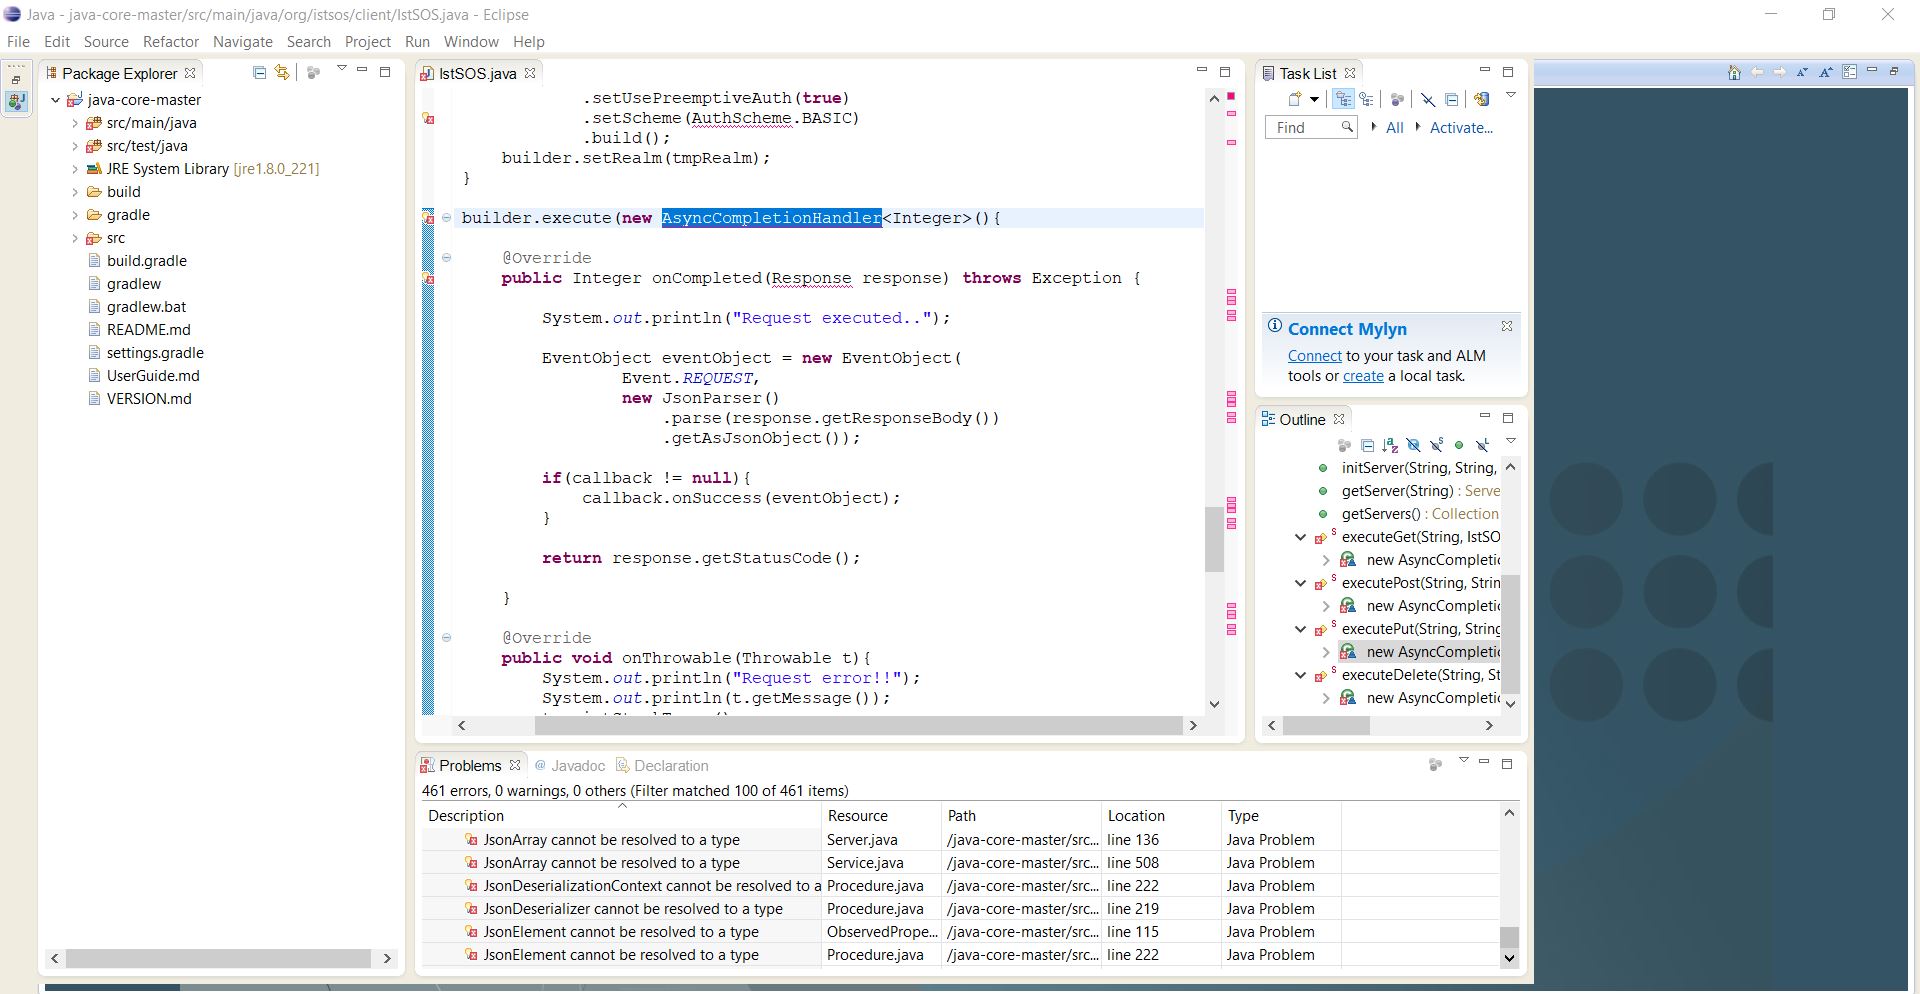 Java - java-core-master/src/main/java/org/istsos/client/IstSOS.java - Eclipse
File Edit Source Refactor Navigate Search Project Run Window Help
Package Explorer
java-core-master
src/main/java
src/test/java
JRE System Library [jre1.8.0_221]
build
gradle
src
build.gradle
gradlew
gradlew.bat
README.md
settings.gradle
UserGuide.md
VERSION.md
IstSOS.java
.setUsePreemptiveAuth(true)
.setScheme(AuthScheme.BASIC)
.build();
builder.setRealm(tmpRealm);
}
builder.execute(new AsyncCompletionHandler<Integer>(){
@Override
public Integer onCompleted(Response response) throws Exception {
System.out.println("Request executed..");
EventObject eventObject = new EventObject(
Event.REQUEST,
new JsonParser()
.parse(response.getResponseBody())
.getAsJsonObject());
if(callback != null){
callback.onSuccess(eventObject);
}
return response.getStatusCode();
}
@Override
public void onThrowable(Throwable t){
System.out.println("Request error!!");
System.out.println(t.getMessage());
Task List
Find All Activate...
Connect Mylyn
Connect to your task and ALM
tools or create a local task.
Outline
initServer(String, String,
getServer(String) : Serve
getServers() : Collection
executeGet(String, IstSO
new AsyncCompletic
executePost(String, Strin
new AsyncCompletic
executePut(String, String
new AsyncCompletic
executeDelete(String, St
new AsyncCompletic
Problems @ Javadoc Declaration
461 errors, 0 warnings, 0 others (Filter matched 100 of 461 items)
Description Resource Path Location Type
JsonArray cannot be resolved to a type Server.java /java-core-master/src... line 136 Java Problem
JsonArray cannot be resolved to a type Service.java /java-core-master/src... line 508 Java Problem
JsonDeserializationContext cannot be resolved to a Procedure.java /java-core-master/src... line 222 Java Problem
JsonDeserializer cannot be resolved to a type Procedure.java /java-core-master/src... line 219 Java Problem
JsonElement cannot be resolved to a type ObservedPrope... /java-core-master/src... line 115 Java Problem
JsonElement cannot be resolved to a type Procedure.java /java-core-master/src... line 222 Java Problem